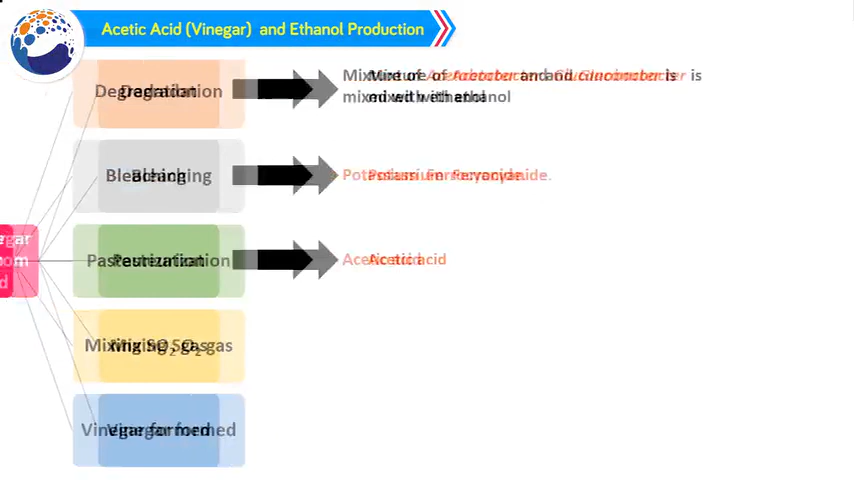 Acetic Acid (Vinegar) and Ethanol Production
Degradation
Mixture of Acetobacter and Gluconobacter is
mixed with ethanol
Bleaching
Potassium Ferrocyanide.
Pasteurization
Acetic acid
Mixing SO2 gas
Vinegar formed